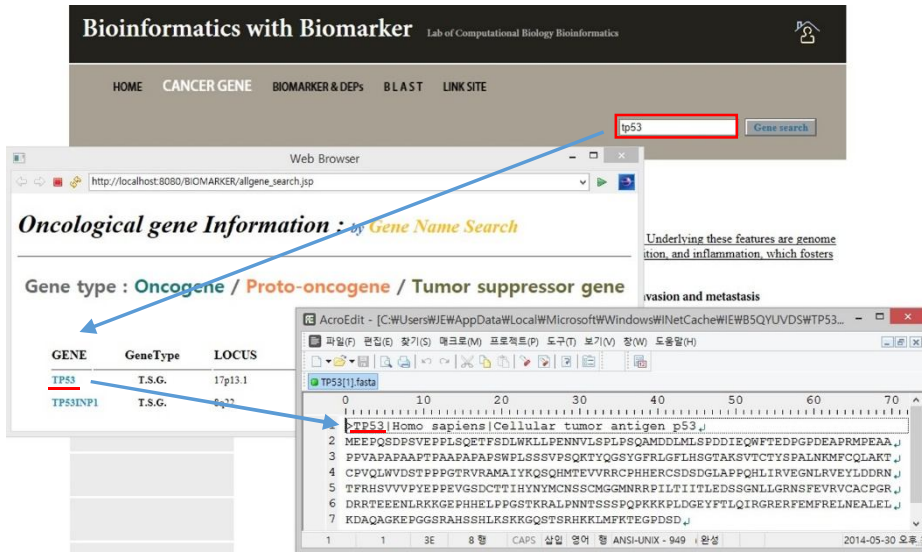 Bioinformatics with Biomarker Lab of Computational Biology Bioinformatics
HOME CANCER GENE BIOMARKER & DEPs BLAST LINK SITE
tp53 Gene search
Web Browser
http://localhost:8080/BIOMARKER/allgene_search.jsp
Oncological gene Information : by Gene Name Search
Underlying these features are genome
ition, and inflammation, which fosters
Gene type : Oncogene / Proto-oncogene / Tumor suppressor gene
vasion and metastasis
AcroEdit - [C:₩Users₩JE₩AppData₩Local₩Microsoft₩Windows₩INetCache₩IE₩B5QYUVDS₩TP53...
파일(F) 편집(E) 찾기(S) 매크로(M) 프로젝트(P) 도구(T) 보기(V) 창(W) 도움말(H)
GENE GeneType LOCUS
TP53 T.S.G. 17p13.1
TP53INP1 T.S.G. 8q22
TP53[1].fasta
0 10 20 30 40 50 60 70
1 >TP53|Homo sapiens|Cellular tumor antigen p53
2 MEEPQSDPSVEPPLSQETFSDLWKLLPENNVLSPLPSQAMDDLMLSPDDIEQWFTEDPGPDEAPRMPEAA
3 PPVAPAPAAPTPAAPAPAPSWPLSSSVPSQKTYQGSYGFRLGFLHSGTAKSVTCTYSPALNKMFCQLAKT
4 CPVQLWVDSTPPPGTRVRAMAIYKQSQHMTEVVRRCPHHERCSDSDGLAPPQHLIRVEGNLRVEYLDDRN
5 TFRHSVVVPYEPPEVGSDCTTIHYNYMCNSSCMGGMNRRPILTIITLEDSSGNLLGRNSFEVRVCACPGR
6 DRRTEEENLRKKGEPHHELPPGSTKRALPNNTSSSPQPKKKPLDGEYFTLQIRGRERFEMFRELNEALEL
7 KDAQAGKEPGGSRAHSSHLKSKKGQSTSRHKKLMFKTEGPDSD
1 1 3E 8 행 CAPS 삽입 영어 행 ANSI-UNIX - 949 완성 2014-05-30 오후